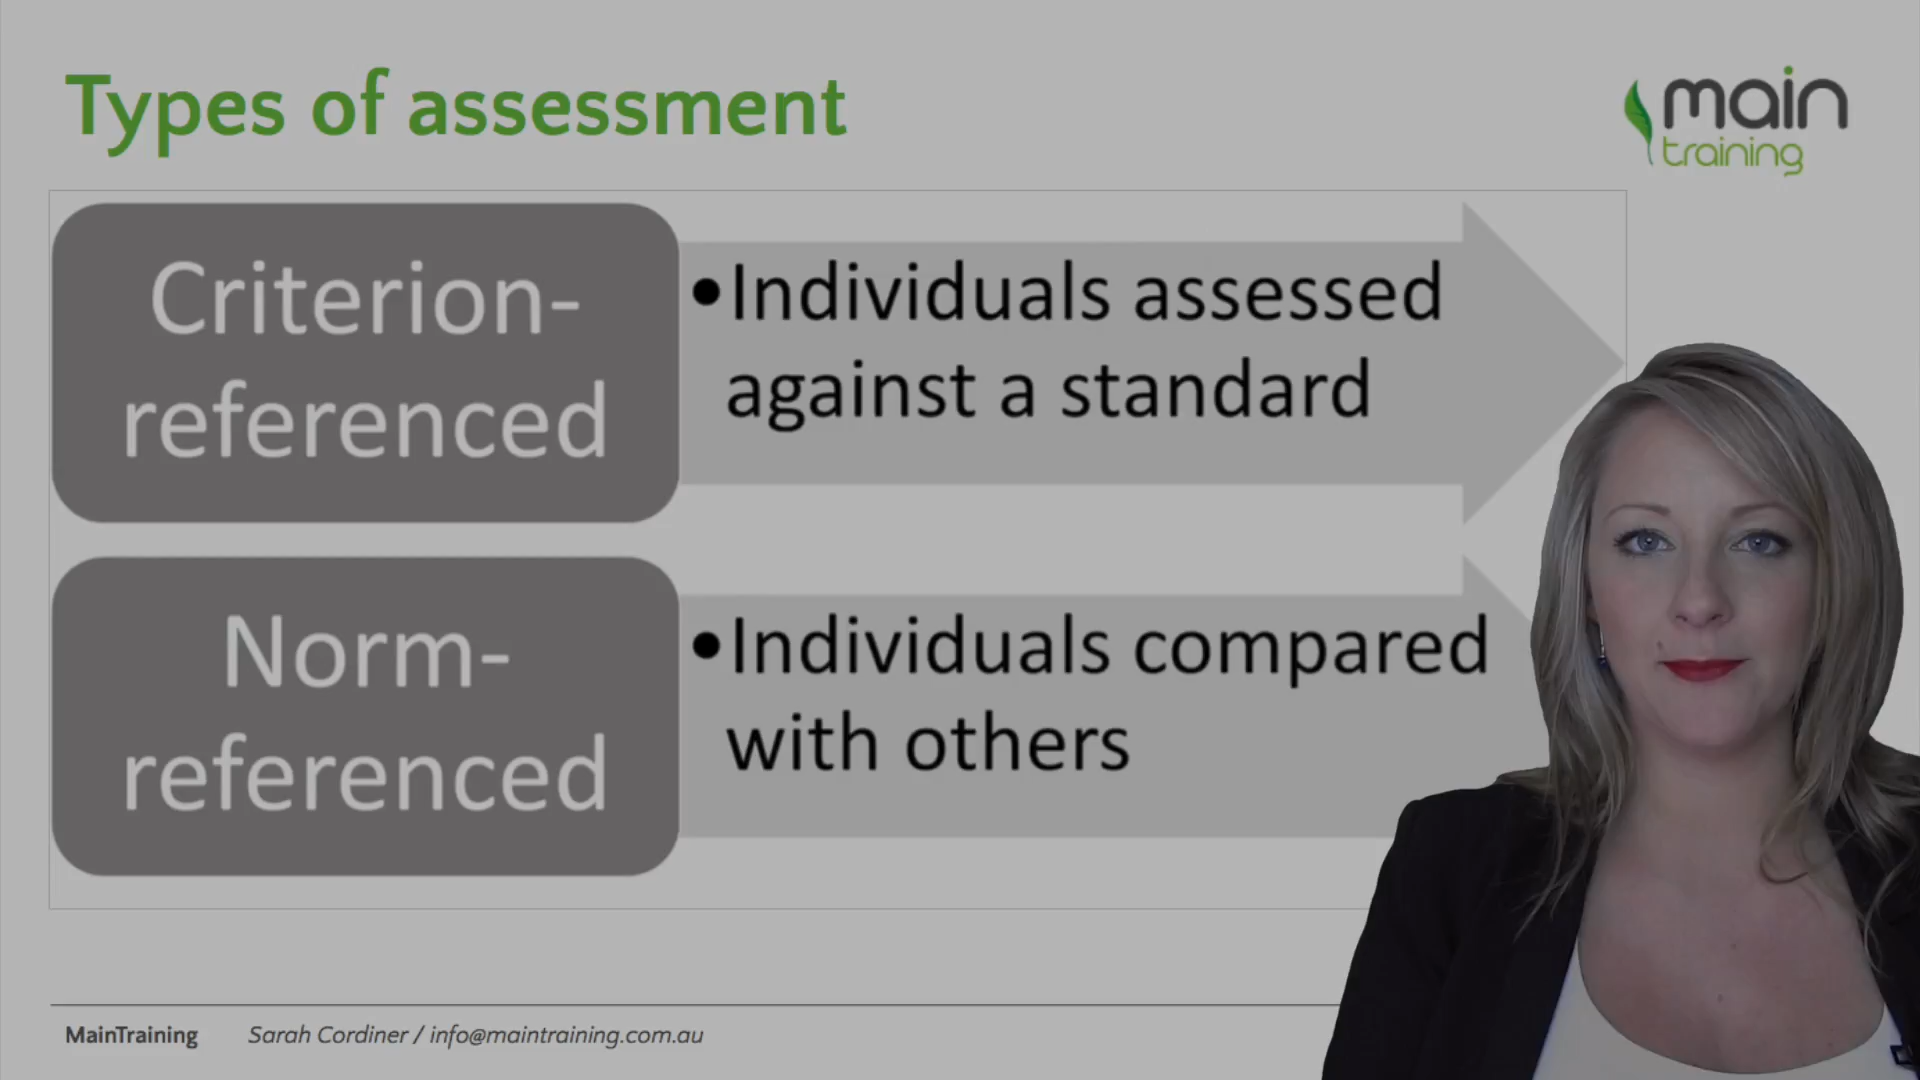 Types of assessment
main
training
Criterion-
referenced
•Individuals assessed
against a standard
Norm-
referenced
•Individuals compared
with others
MainTraining Sarah Cordiner / info@maintraining.com.au